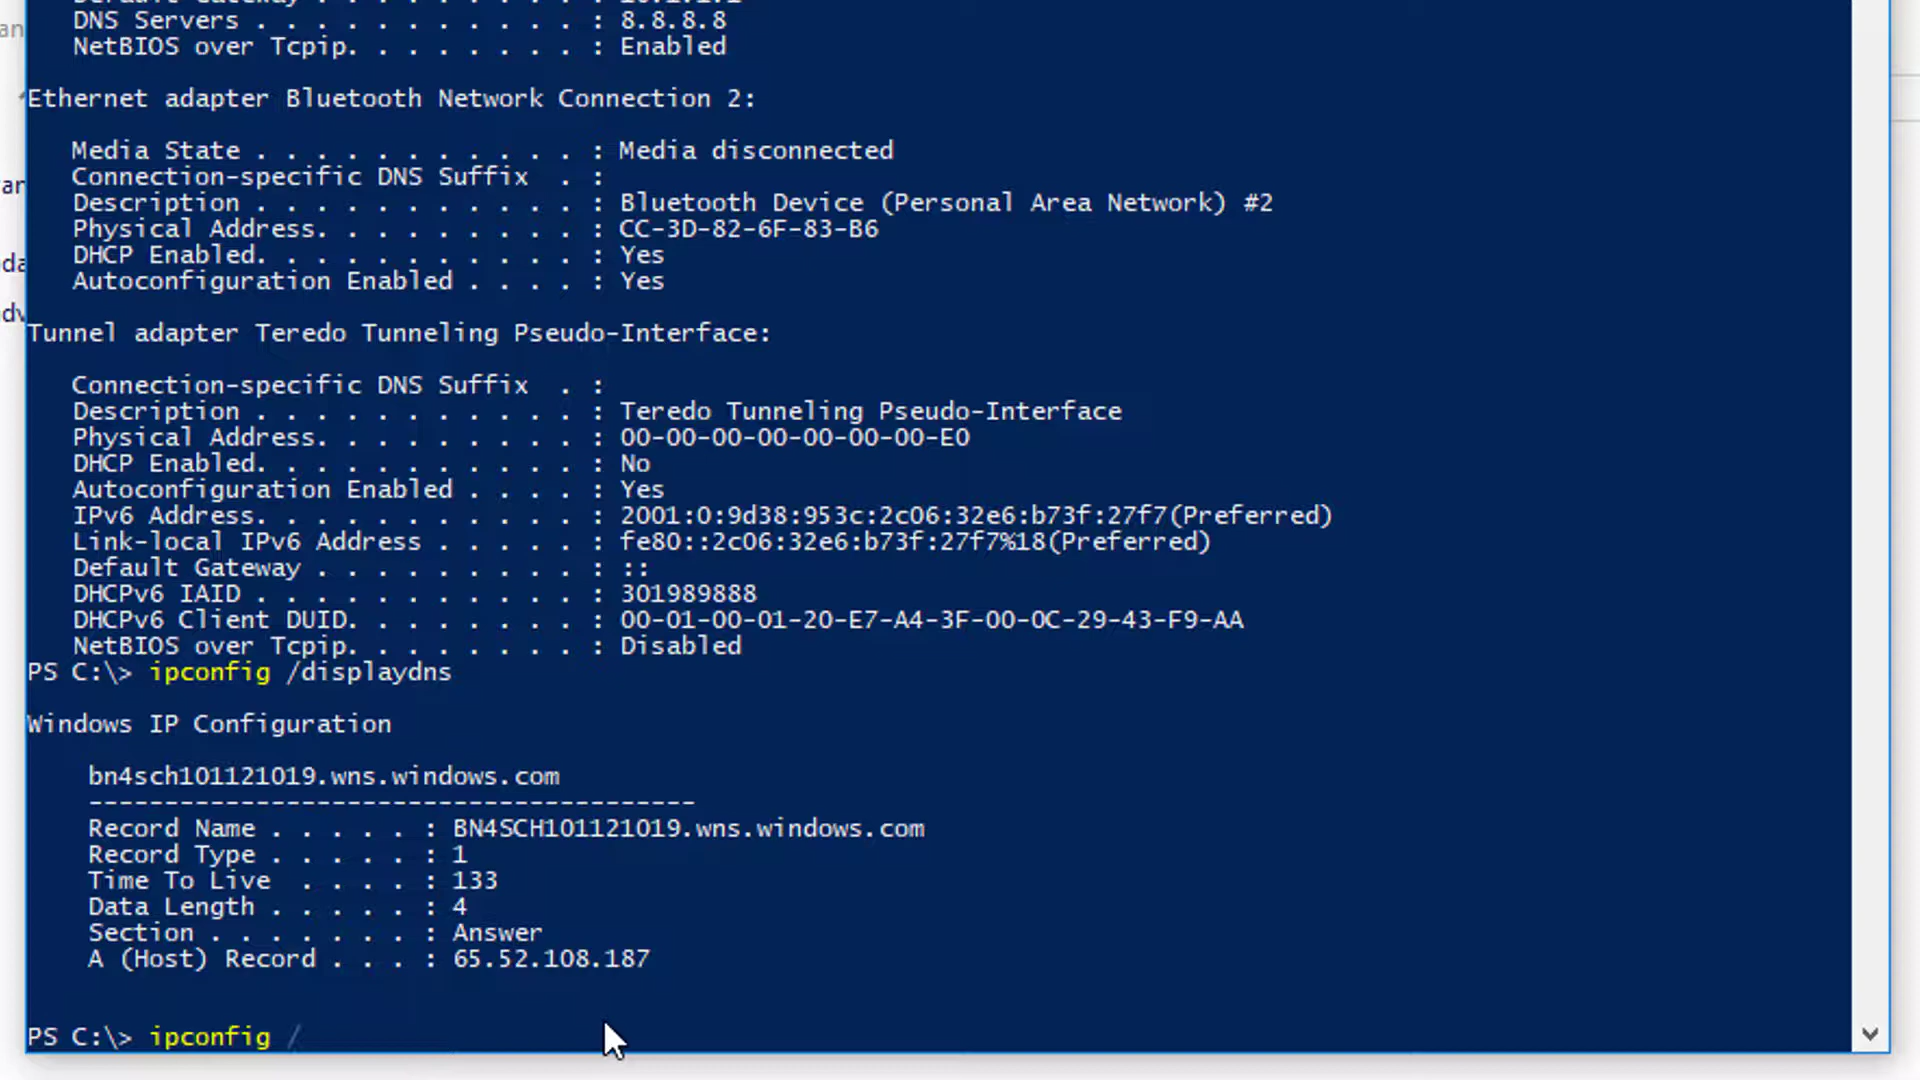 DNS Servers . . . . . . . . . . . : 8.8.8.8
NetBIOS over Tcpip. . . . . . . . : Enabled
Ethernet adapter Bluetooth Network Connection 2:
Media State . . . . . . . . . . . : Media disconnected
Connection-specific DNS Suffix  . :
Description . . . . . . . . . . . : Bluetooth Device (Personal Area Network) #2
Physical Address. . . . . . . . . : CC-3D-82-6F-83-B6
DHCP Enabled. . . . . . . . . . . : Yes
Autoconfiguration Enabled . . . . : Yes
Tunnel adapter Teredo Tunneling Pseudo-Interface:
Connection-specific DNS Suffix  . :
Description . . . . . . . . . . . : Teredo Tunneling Pseudo-Interface
Physical Address. . . . . . . . . : 00-00-00-00-00-00-00-E0
DHCP Enabled. . . . . . . . . . . : No
Autoconfiguration Enabled . . . . : Yes
IPv6 Address. . . . . . . . . . . : 2001:0:9d38:953c:2c06:32e6:b73f:27f7(Preferred)
Link-local IPv6 Address . . . . . : fe80::2c06:32e6:b73f:27f7%18(Preferred)
Default Gateway . . . . . . . . . : ::
DHCPv6 IAID . . . . . . . . . . . : 301989888
DHCPv6 Client DUID. . . . . . . . : 00-01-00-01-20-E7-A4-3F-00-0C-29-43-F9-AA
NetBIOS over Tcpip. . . . . . . . : Disabled
PS C:\> ipconfig /displaydns
Windows IP Configuration
bn4sch101121019.wns.windows.com
----------------------------------------
Record Name . . . . . : BN4SCH101121019.wns.windows.com
Record Type . . . . . : 1
Time To Live  . . . . : 133
Data Length . . . . . : 4
Section . . . . . . . : Answer
A (Host) Record . . . : 65.52.108.187
PS C:\> ipconfig /